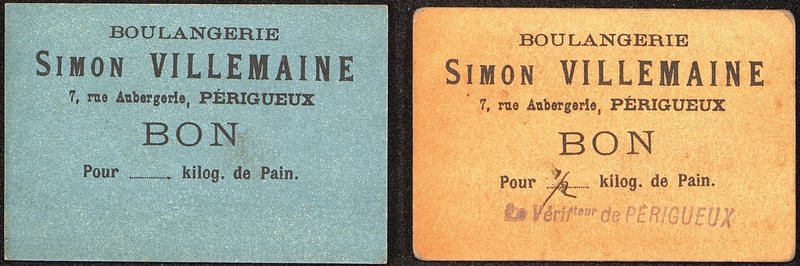 BOULANGERIE
SIMON VILLEMAINE
7, rue Aubergerie, PÉRIGUEUX
BON
Pour ........ kilog. de Pain.
BOULANGERIE
SIMON VILLEMAINE
7, rue Aubergerie, PÉRIGUEUX
BON
Pour 1/2 kilog. de Pain.
Le Vérifteur de PÉRIGUEUX